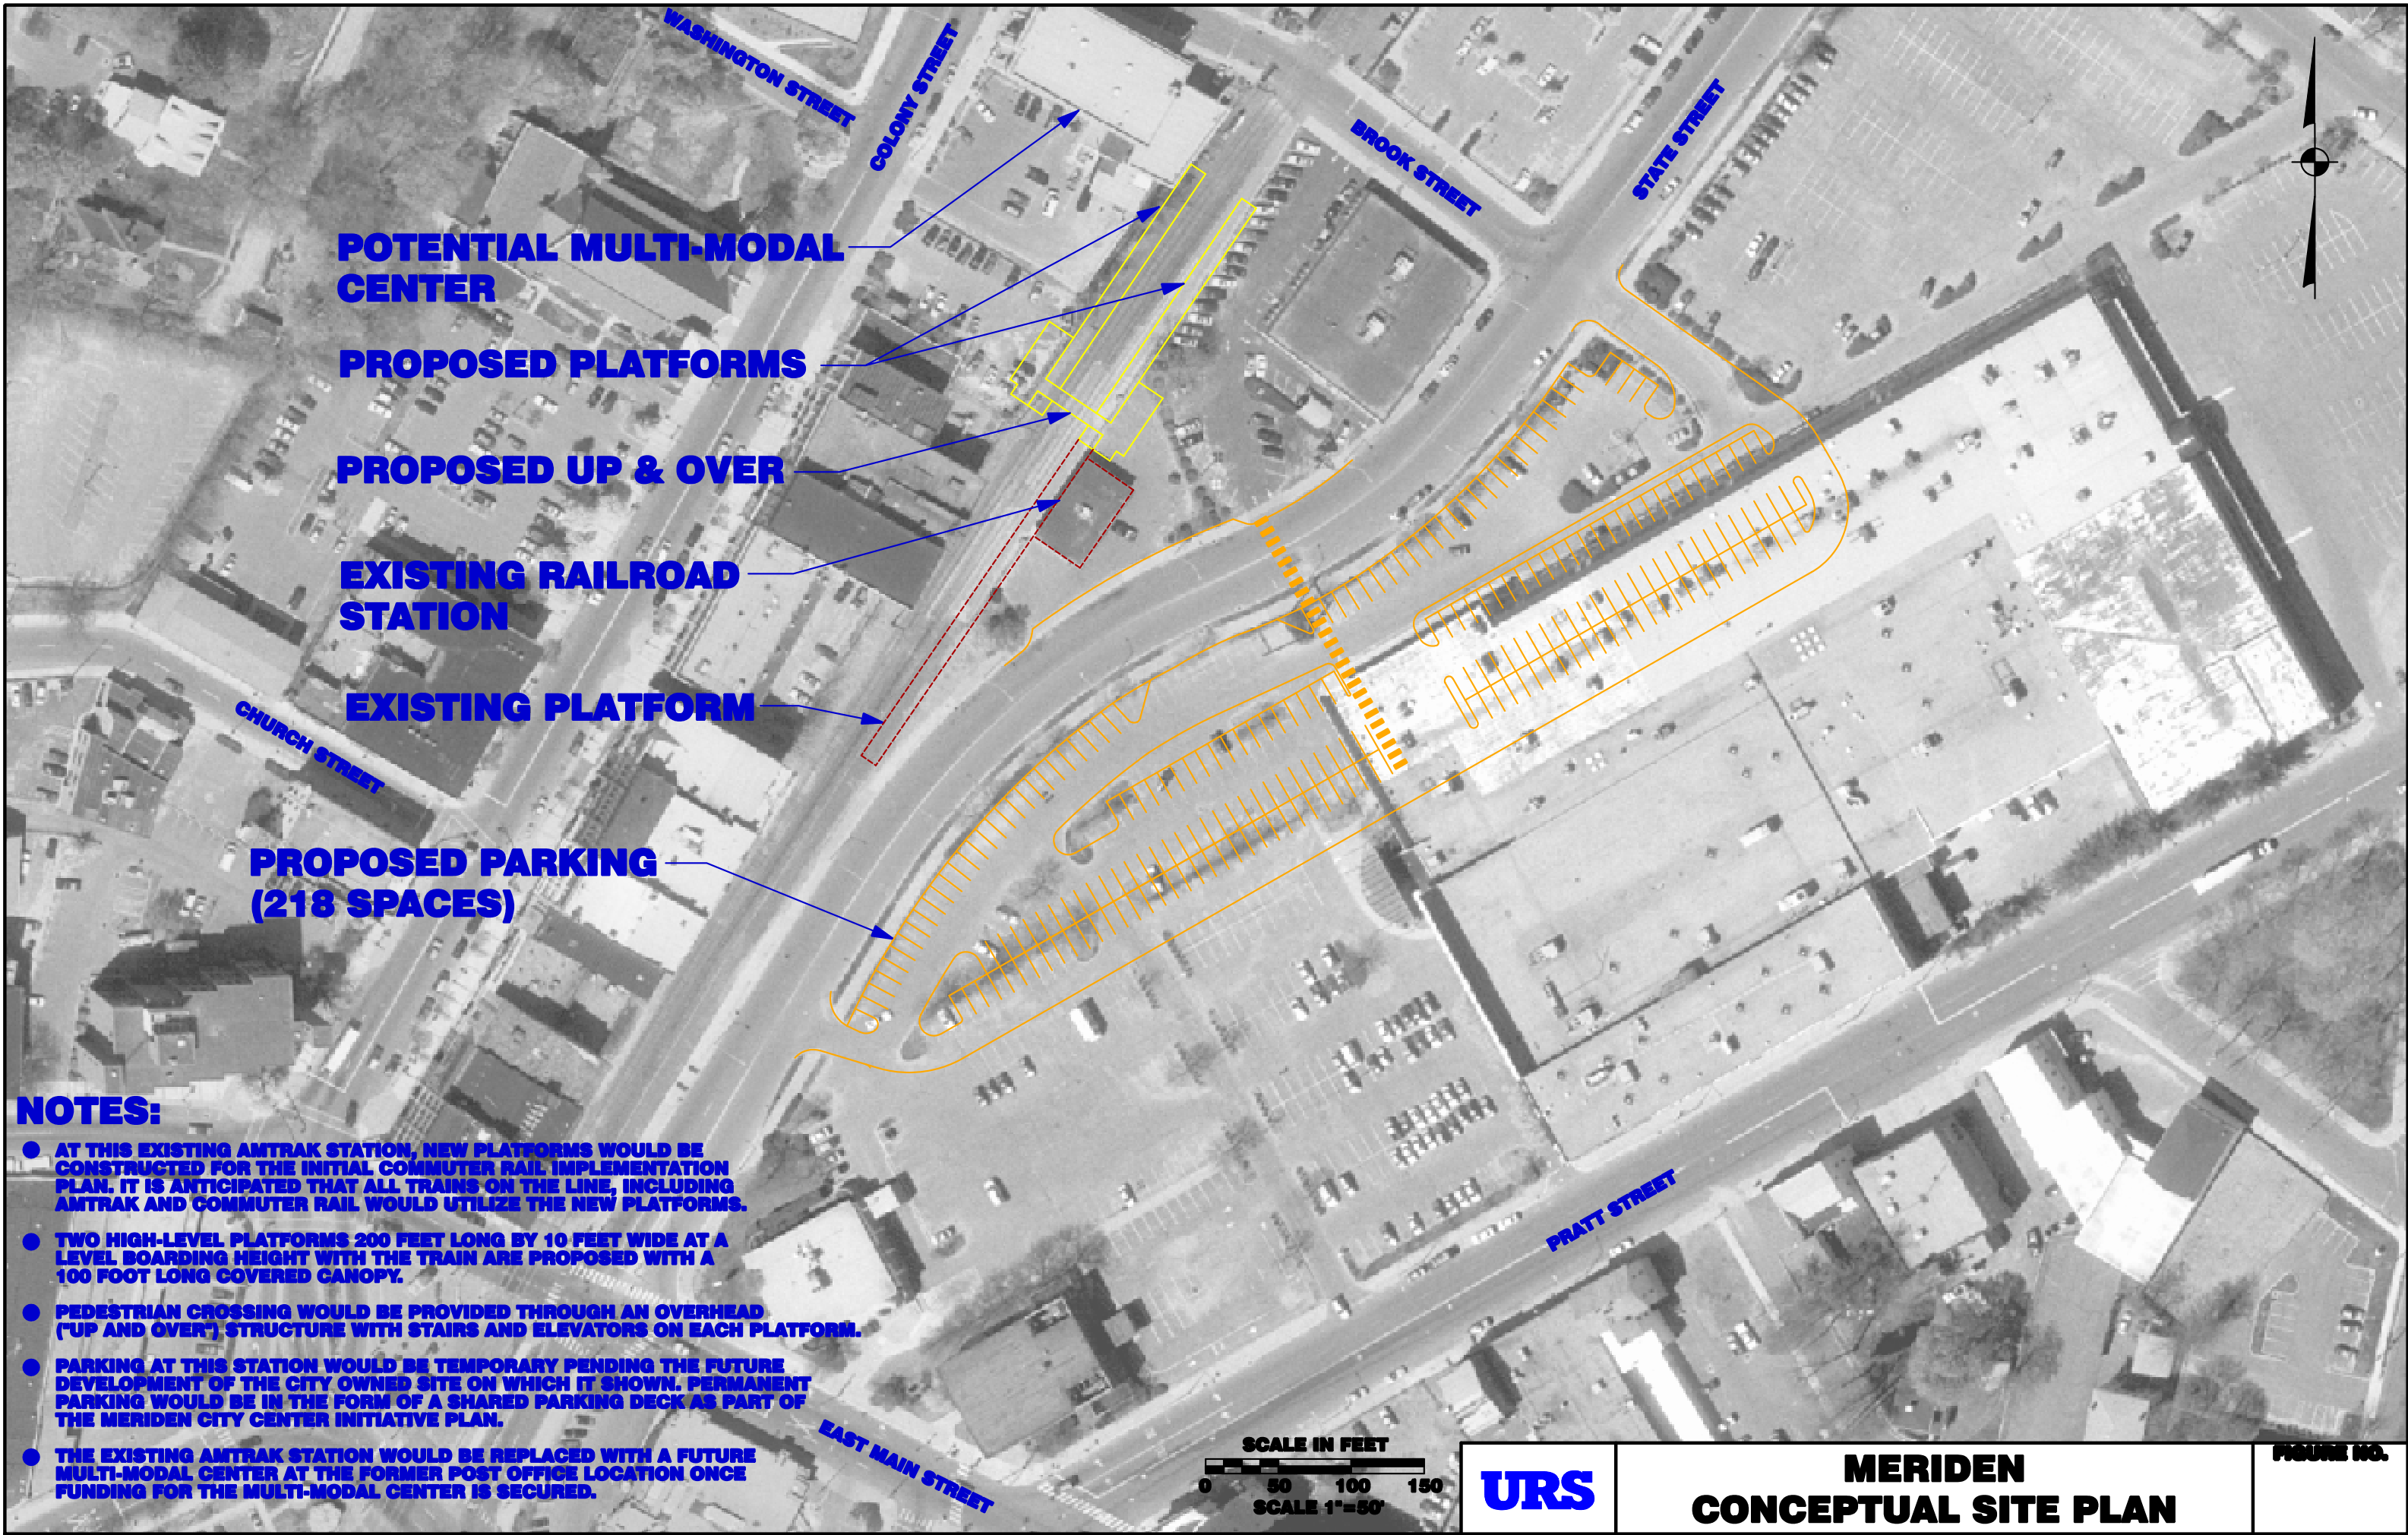 WASHINGTON STREET
COLONY STREET
BROOK STREET
STATE STREET
POTENTIAL MULTI-MODAL
CENTER
PROPOSED PLATFORMS
PROPOSED UP & OVER
EXISTING RAILROAD
STATION
EXISTING PLATFORM
CHURCH STREET
PROPOSED PARKING
(218 SPACES)
NOTES:
● AT THIS EXISTING AMTRAK STATION, NEW PLATFORMS WOULD BE
CONSTRUCTED FOR THE INITIAL COMMUTER RAIL IMPLEMENTATION
PLAN. IT IS ANTICIPATED THAT ALL TRAINS ON THE LINE, INCLUDING
AMTRAK AND COMMUTER RAIL WOULD UTILIZE THE NEW PLATFORMS.
● TWO HIGH-LEVEL PLATFORMS 200 FEET LONG BY 10 FEET WIDE AT A
LEVEL BOARDING HEIGHT WITH THE TRAIN ARE PROPOSED WITH A
100 FOOT LONG COVERED CANOPY.
● PEDESTRIAN CROSSING WOULD BE PROVIDED THROUGH AN OVERHEAD
("UP AND OVER") STRUCTURE WITH STAIRS AND ELEVATORS ON EACH PLATFORM.
● PARKING AT THIS STATION WOULD BE TEMPORARY PENDING THE FUTURE
DEVELOPMENT OF THE CITY OWNED SITE ON WHICH IT SHOWN. PERMANENT
PARKING WOULD BE IN THE FORM OF A SHARED PARKING DECK AS PART OF
THE MERIDEN CITY CENTER INITIATIVE PLAN.
● THE EXISTING AMTRAK STATION WOULD BE REPLACED WITH A FUTURE
MULTI-MODAL CENTER AT THE FORMER POST OFFICE LOCATION ONCE
FUNDING FOR THE MULTI-MODAL CENTER IS SECURED.
PRATT STREET
EAST MAIN STREET
SCALE IN FEET
0 50 100 150
SCALE 1"=50'
URS
MERIDEN
CONCEPTUAL SITE PLAN
FIGURE NO.